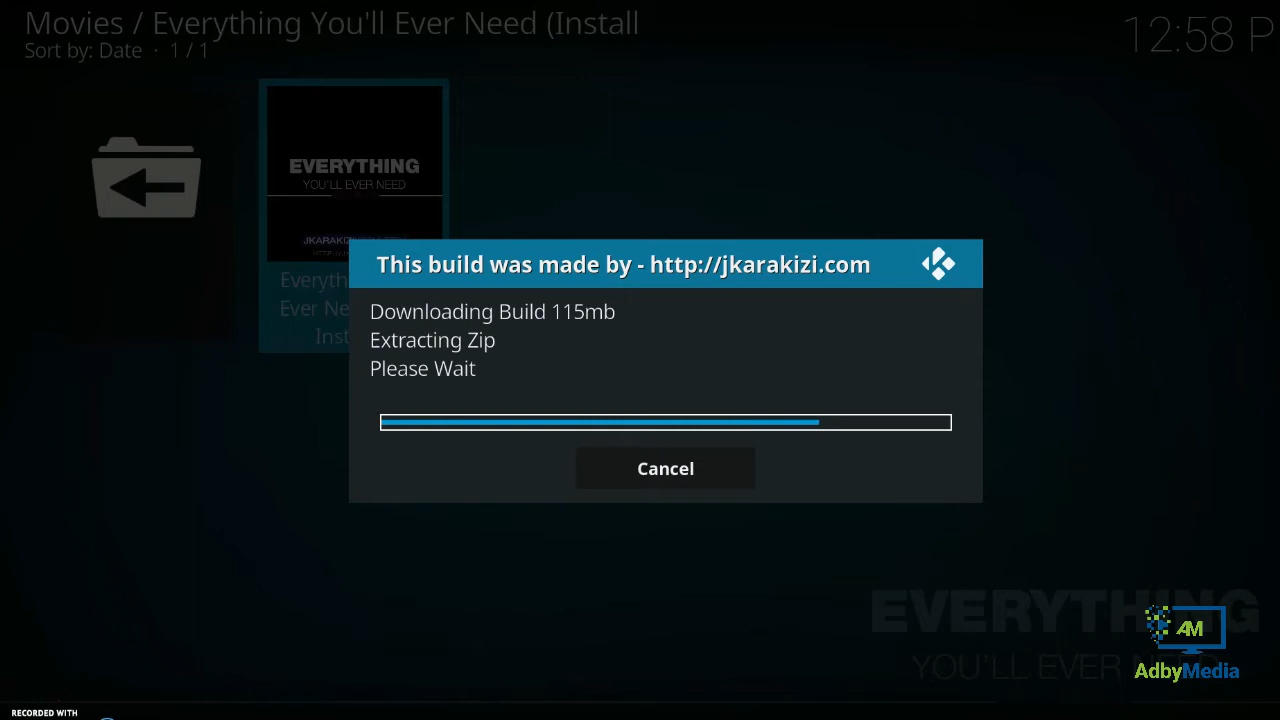 Movies / Everything You'll Ever Need (Install
Sort by: Date · 1 / 1
12:58 P
EVERYTHING
YOU'LL EVER NEED
Everyth
Ever Ne
Inst
This build was made by - http://jkarakizi.com
Downloading Build 115mb
Extracting Zip
Please Wait
Cancel
EVERYTHING
YOU'LL EVER NEED
AM
AdbyMedia
RECORDED WITH